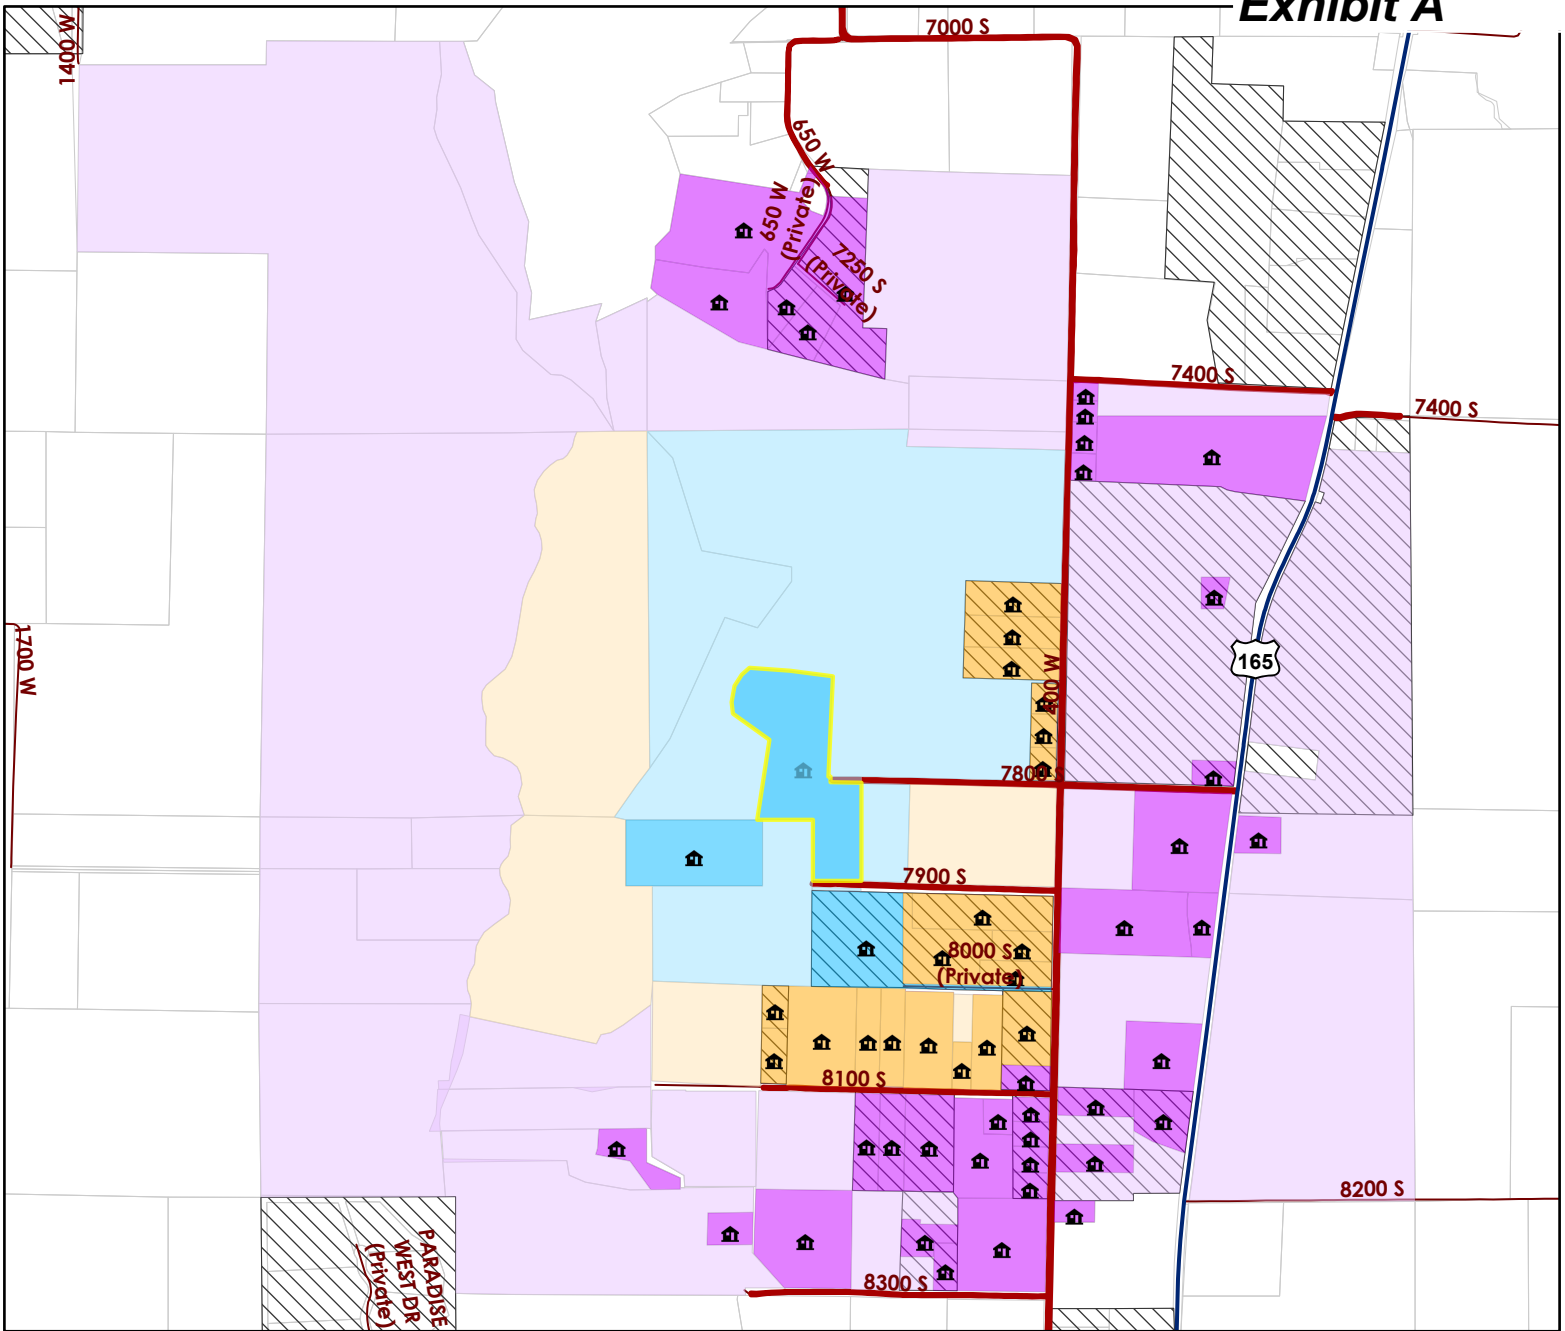 Exhibit A
7000 S
1400 W
650 W
650 W
(Private)
7250 S
(Private)
7400 S
7400 S
1700 W
165
7800 S
7900 S
8000 S
(Private)
8100 S
8200 S
8300 S
PARADISE
WEST DR
(Private)